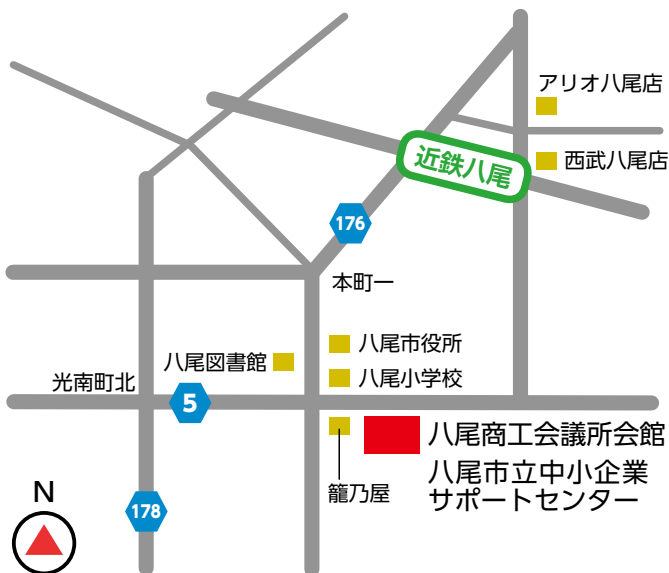 アリオ八尾店
近鉄八尾
西武八尾店
176
本町一
八尾市役所
八尾図書館
八尾小学校
光南町北
5
八尾商工会議所会館
八尾市立中小企業
サポートセンター
籠乃屋
N
178